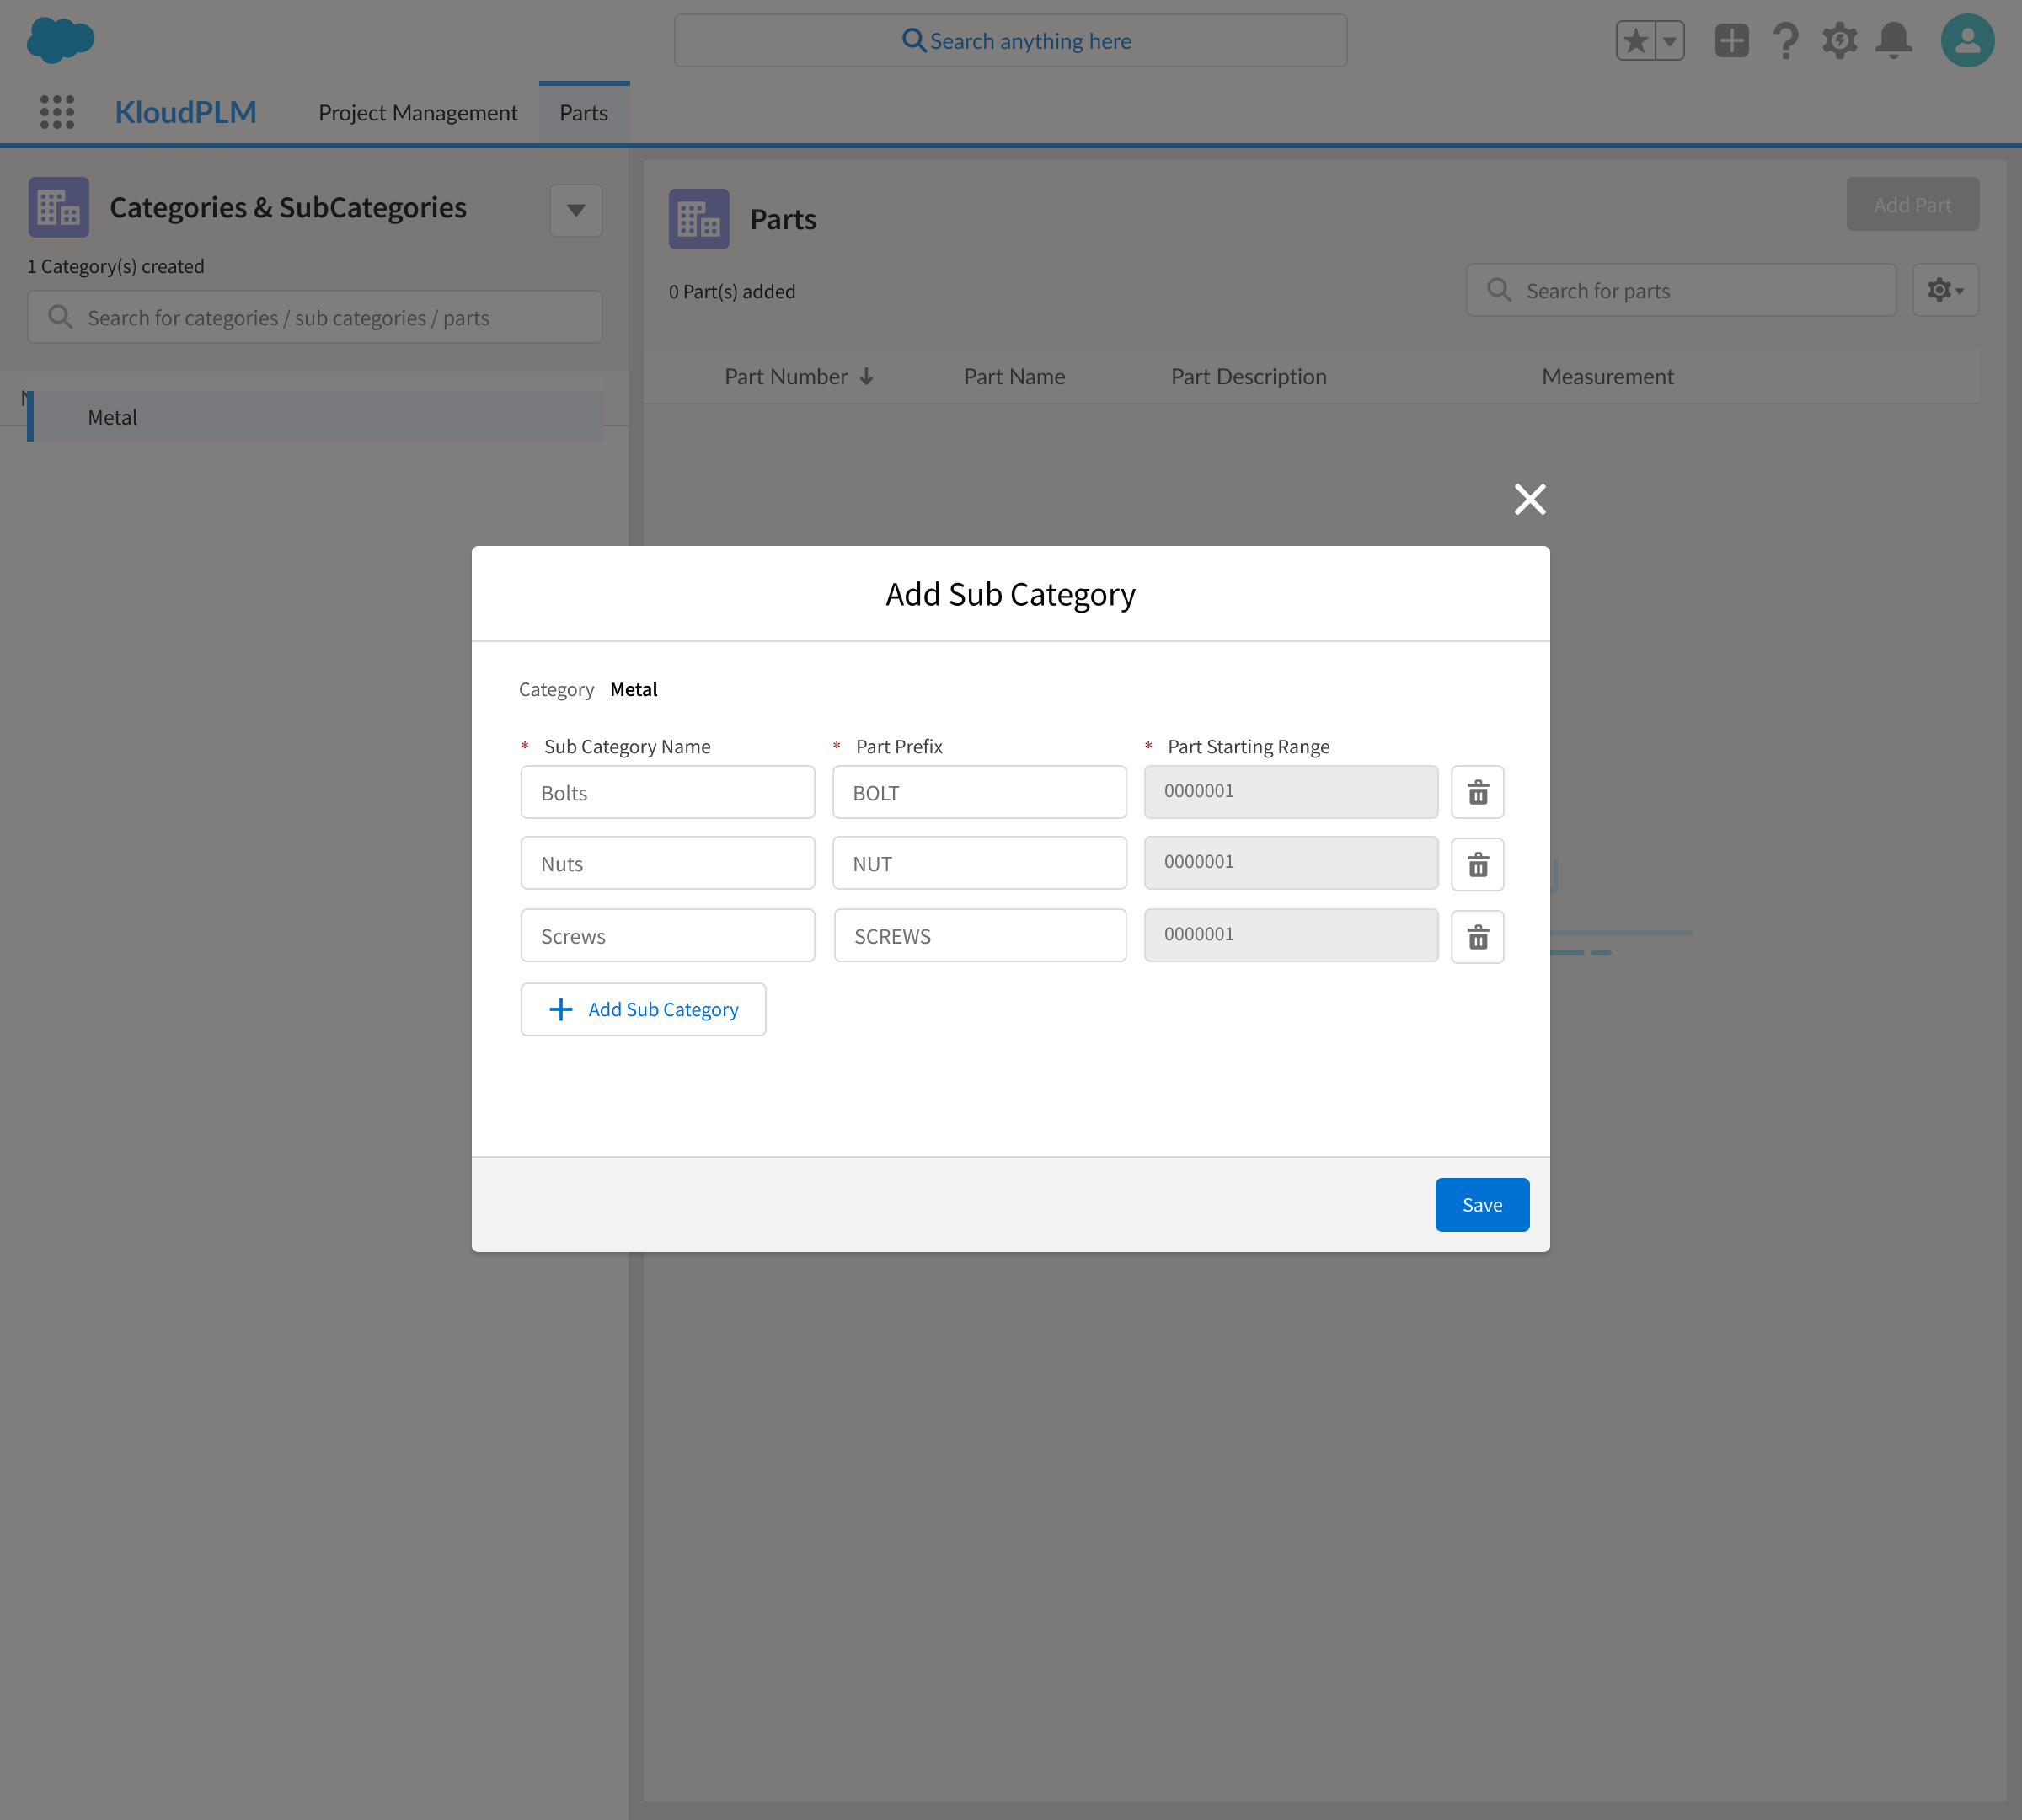 Search anything here
KloudPLM Project Management Parts
Categories & SubCategories
1 Category(s) created
Search for categories / sub categories / parts
Metal
Parts
Add Part
0 Part(s) added
Search for parts
Part Number Part Name Part Description Measurement
Add Sub Category
Category Metal
* Sub Category Name * Part Prefix * Part Starting Range
Bolts BOLT 0000001
Nuts NUT 0000001
Screws SCREWS 0000001
Add Sub Category
Save